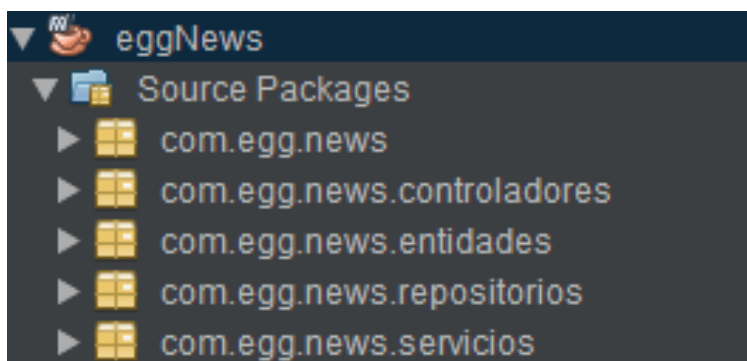 eggNews
Source Packages
com.egg.news
com.egg.news.controladores
com.egg.news.entidades
com.egg.news.repositorios
com.egg.news.servicios